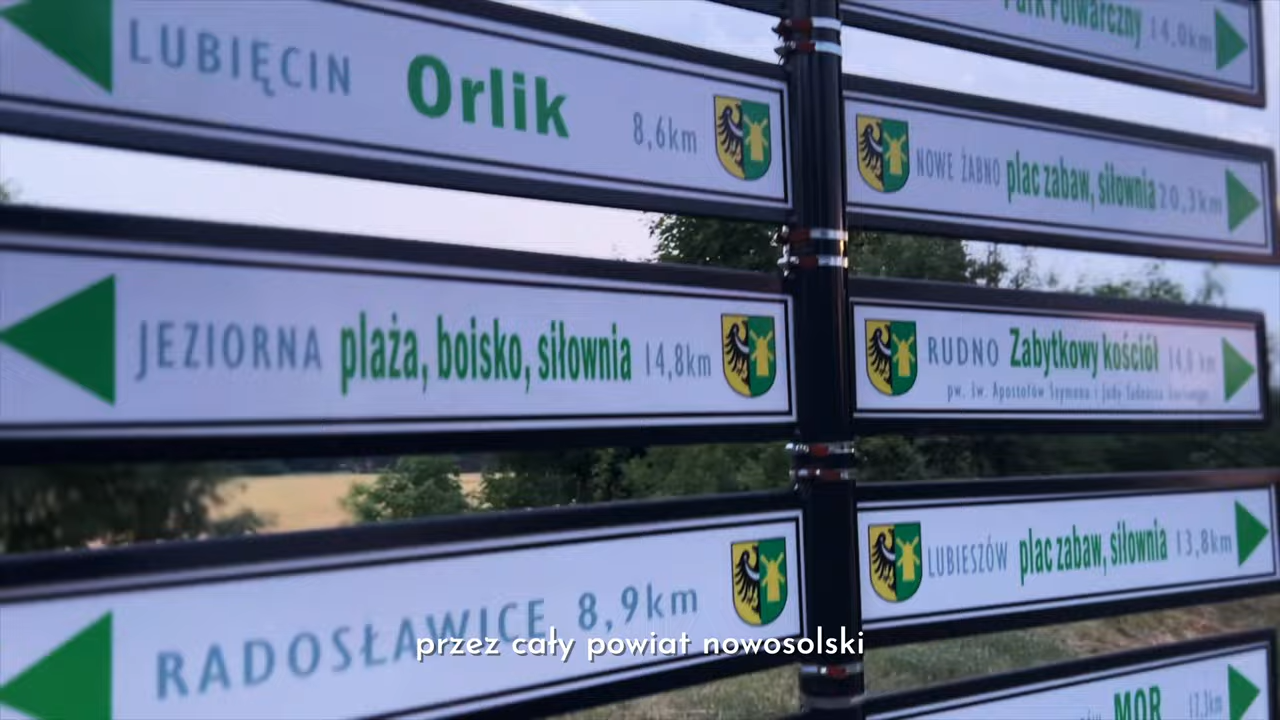 LUBIĘCIN Orlik 8,6km
JEZIORNA plaża, boisko, siłownia 14,8km
RADOSŁAWICE 8,9km
Park Folwarczny 14,0km
NOWE ŻABNO plac zabaw, siłownia 20,3km
RUDNO Zabytkowy kościół km
pw. św. Apostołów Szymona i Judy Tadeusza
LUBIESZÓW plac zabaw, siłownia 13,8km
MOR
przez cały powiat nowosolski